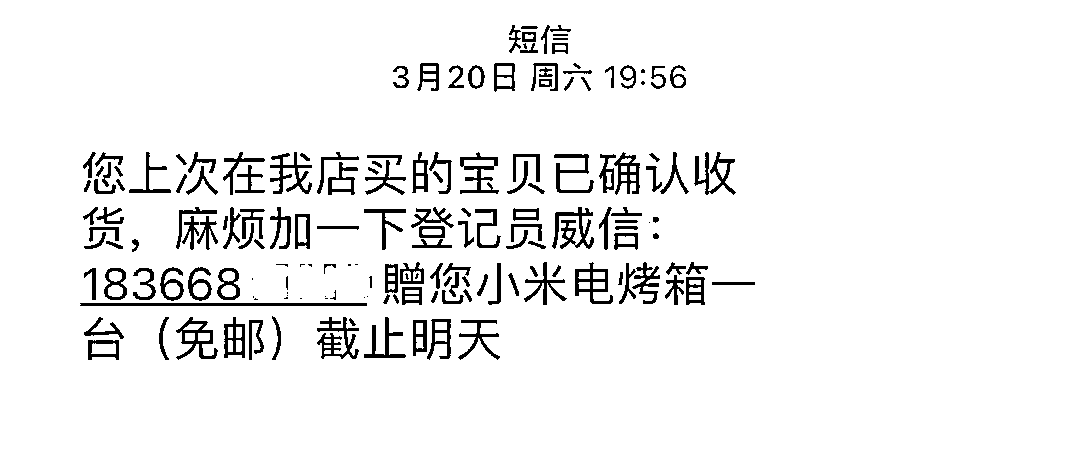 短信
3月20日 周六 19:56
您上次在我店买的宝贝已确认收
货，麻烦加一下登记员威信：
183668 赠您小米电烤箱一
台（免邮）截止明天